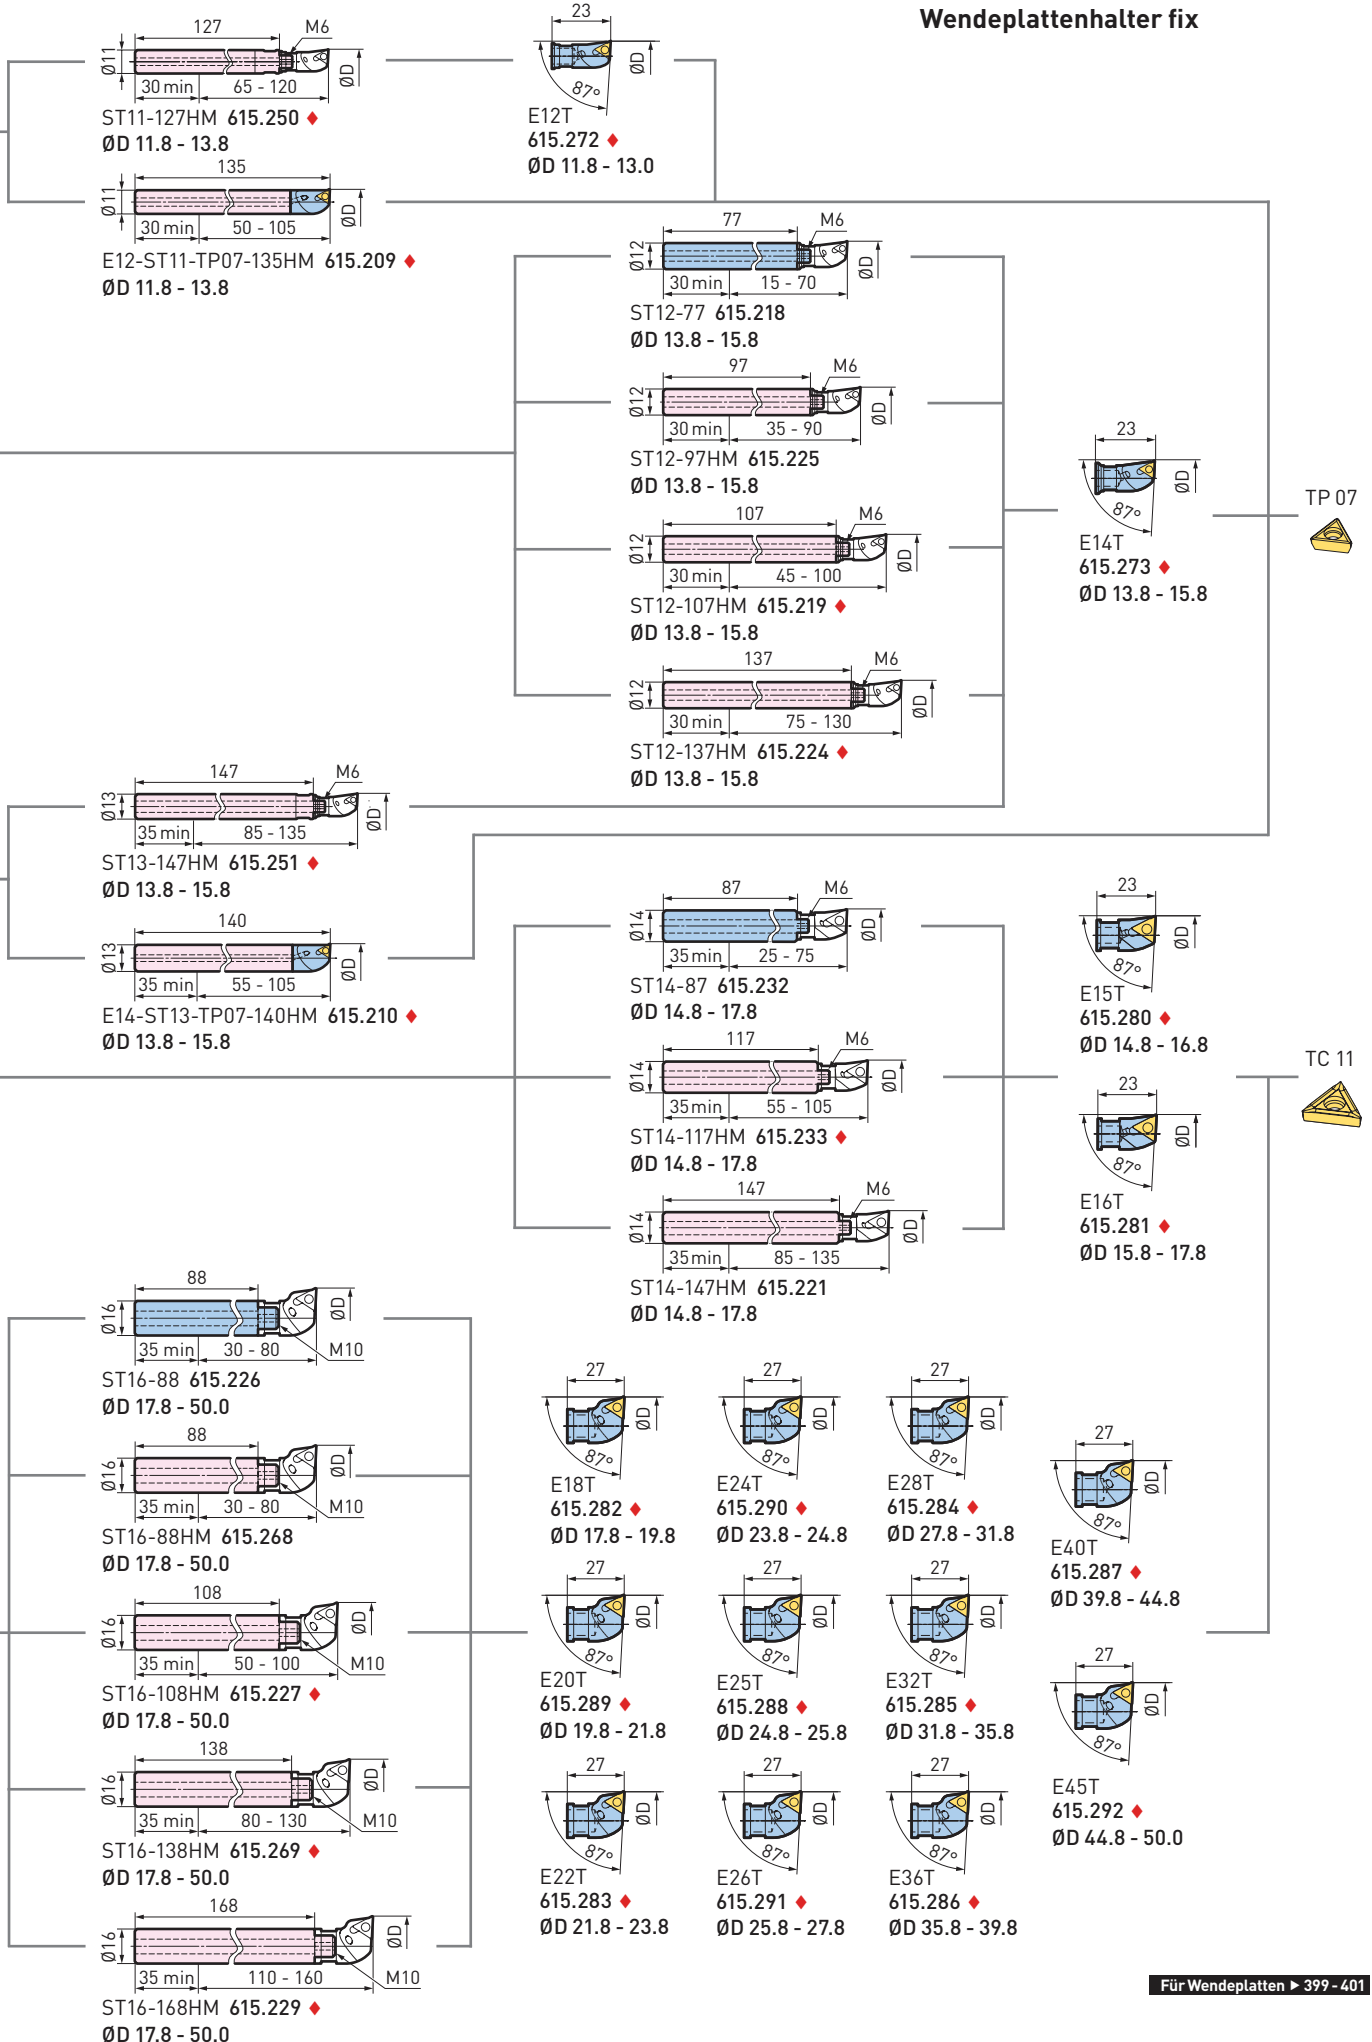 Wendeplattenhalter fix
127
M6
Ø11
ØD
30 min
65 - 120
ST11-127HM 615.250 ♦
ØD 11.8 - 13.8
23
ØD
87°
E12T
615.272 ♦
ØD 11.8 - 13.0
135
Ø11
ØD
30 min
50 - 105
E12-ST11-TP07-135HM 615.209 ♦
ØD 11.8 - 13.8
77
M6
Ø12
ØD
30 min
15 - 70
ST12-77 615.218
ØD 13.8 - 15.8
97
M6
Ø12
ØD
30 min
35 - 90
ST12-97HM 615.225
ØD 13.8 - 15.8
107
M6
Ø12
ØD
30 min
45 - 100
ST12-107HM 615.219 ♦
ØD 13.8 - 15.8
137
M6
Ø12
ØD
30 min
75 - 130
ST12-137HM 615.224 ♦
ØD 13.8 - 15.8
23
ØD
87°
E14T
615.273 ♦
ØD 13.8 - 15.8
TP 07
147
M6
Ø13
ØD
35 min
85 - 135
ST13-147HM 615.251 ♦
ØD 13.8 - 15.8
140
Ø13
ØD
35 min
55 - 105
E14-ST13-TP07-140HM 615.210 ♦
ØD 13.8 - 15.8
87
M6
Ø14
ØD
35 min
25 - 75
ST14-87 615.232
ØD 14.8 - 17.8
117
M6
Ø14
ØD
35 min
55 - 105
ST14-117HM 615.233 ♦
ØD 14.8 - 17.8
147
M6
Ø14
ØD
35 min
85 - 135
ST14-147HM 615.221
ØD 14.8 - 17.8
23
ØD
87°
E15T
615.280 ♦
ØD 14.8 - 16.8
23
ØD
87°
E16T
615.281 ♦
ØD 15.8 - 17.8
TC 11
88
Ø16
ØD
35 min
30 - 80
M10
ST16-88 615.226
ØD 17.8 - 50.0
88
Ø16
ØD
35 min
30 - 80
M10
ST16-88HM 615.268
ØD 17.8 - 50.0
108
Ø16
ØD
35 min
50 - 100
M10
ST16-108HM 615.227 ♦
ØD 17.8 - 50.0
138
Ø16
ØD
35 min
80 - 130
M10
ST16-138HM 615.269 ♦
ØD 17.8 - 50.0
168
Ø16
ØD
35 min
110 - 160
M10
ST16-168HM 615.229 ♦
ØD 17.8 - 50.0
27
ØD
87°
E18T
615.282 ♦
ØD 17.8 - 19.8
27
ØD
87°
E24T
615.290 ♦
ØD 23.8 - 24.8
27
ØD
87°
E28T
615.284 ♦
ØD 27.8 - 31.8
27
ØD
87°
E40T
615.287 ♦
ØD 39.8 - 44.8
27
ØD
87°
E20T
615.289 ♦
ØD 19.8 - 21.8
27
ØD
87°
E25T
615.288 ♦
ØD 24.8 - 25.8
27
ØD
87°
E32T
615.285 ♦
ØD 31.8 - 35.8
27
ØD
87°
E45T
615.292 ♦
ØD 44.8 - 50.0
27
ØD
87°
E22T
615.283 ♦
ØD 21.8 - 23.8
27
ØD
87°
E26T
615.291 ♦
ØD 25.8 - 27.8
27
ØD
87°
E36T
615.286 ♦
ØD 35.8 - 39.8
Für Wendeplatten ▶ 399 - 401